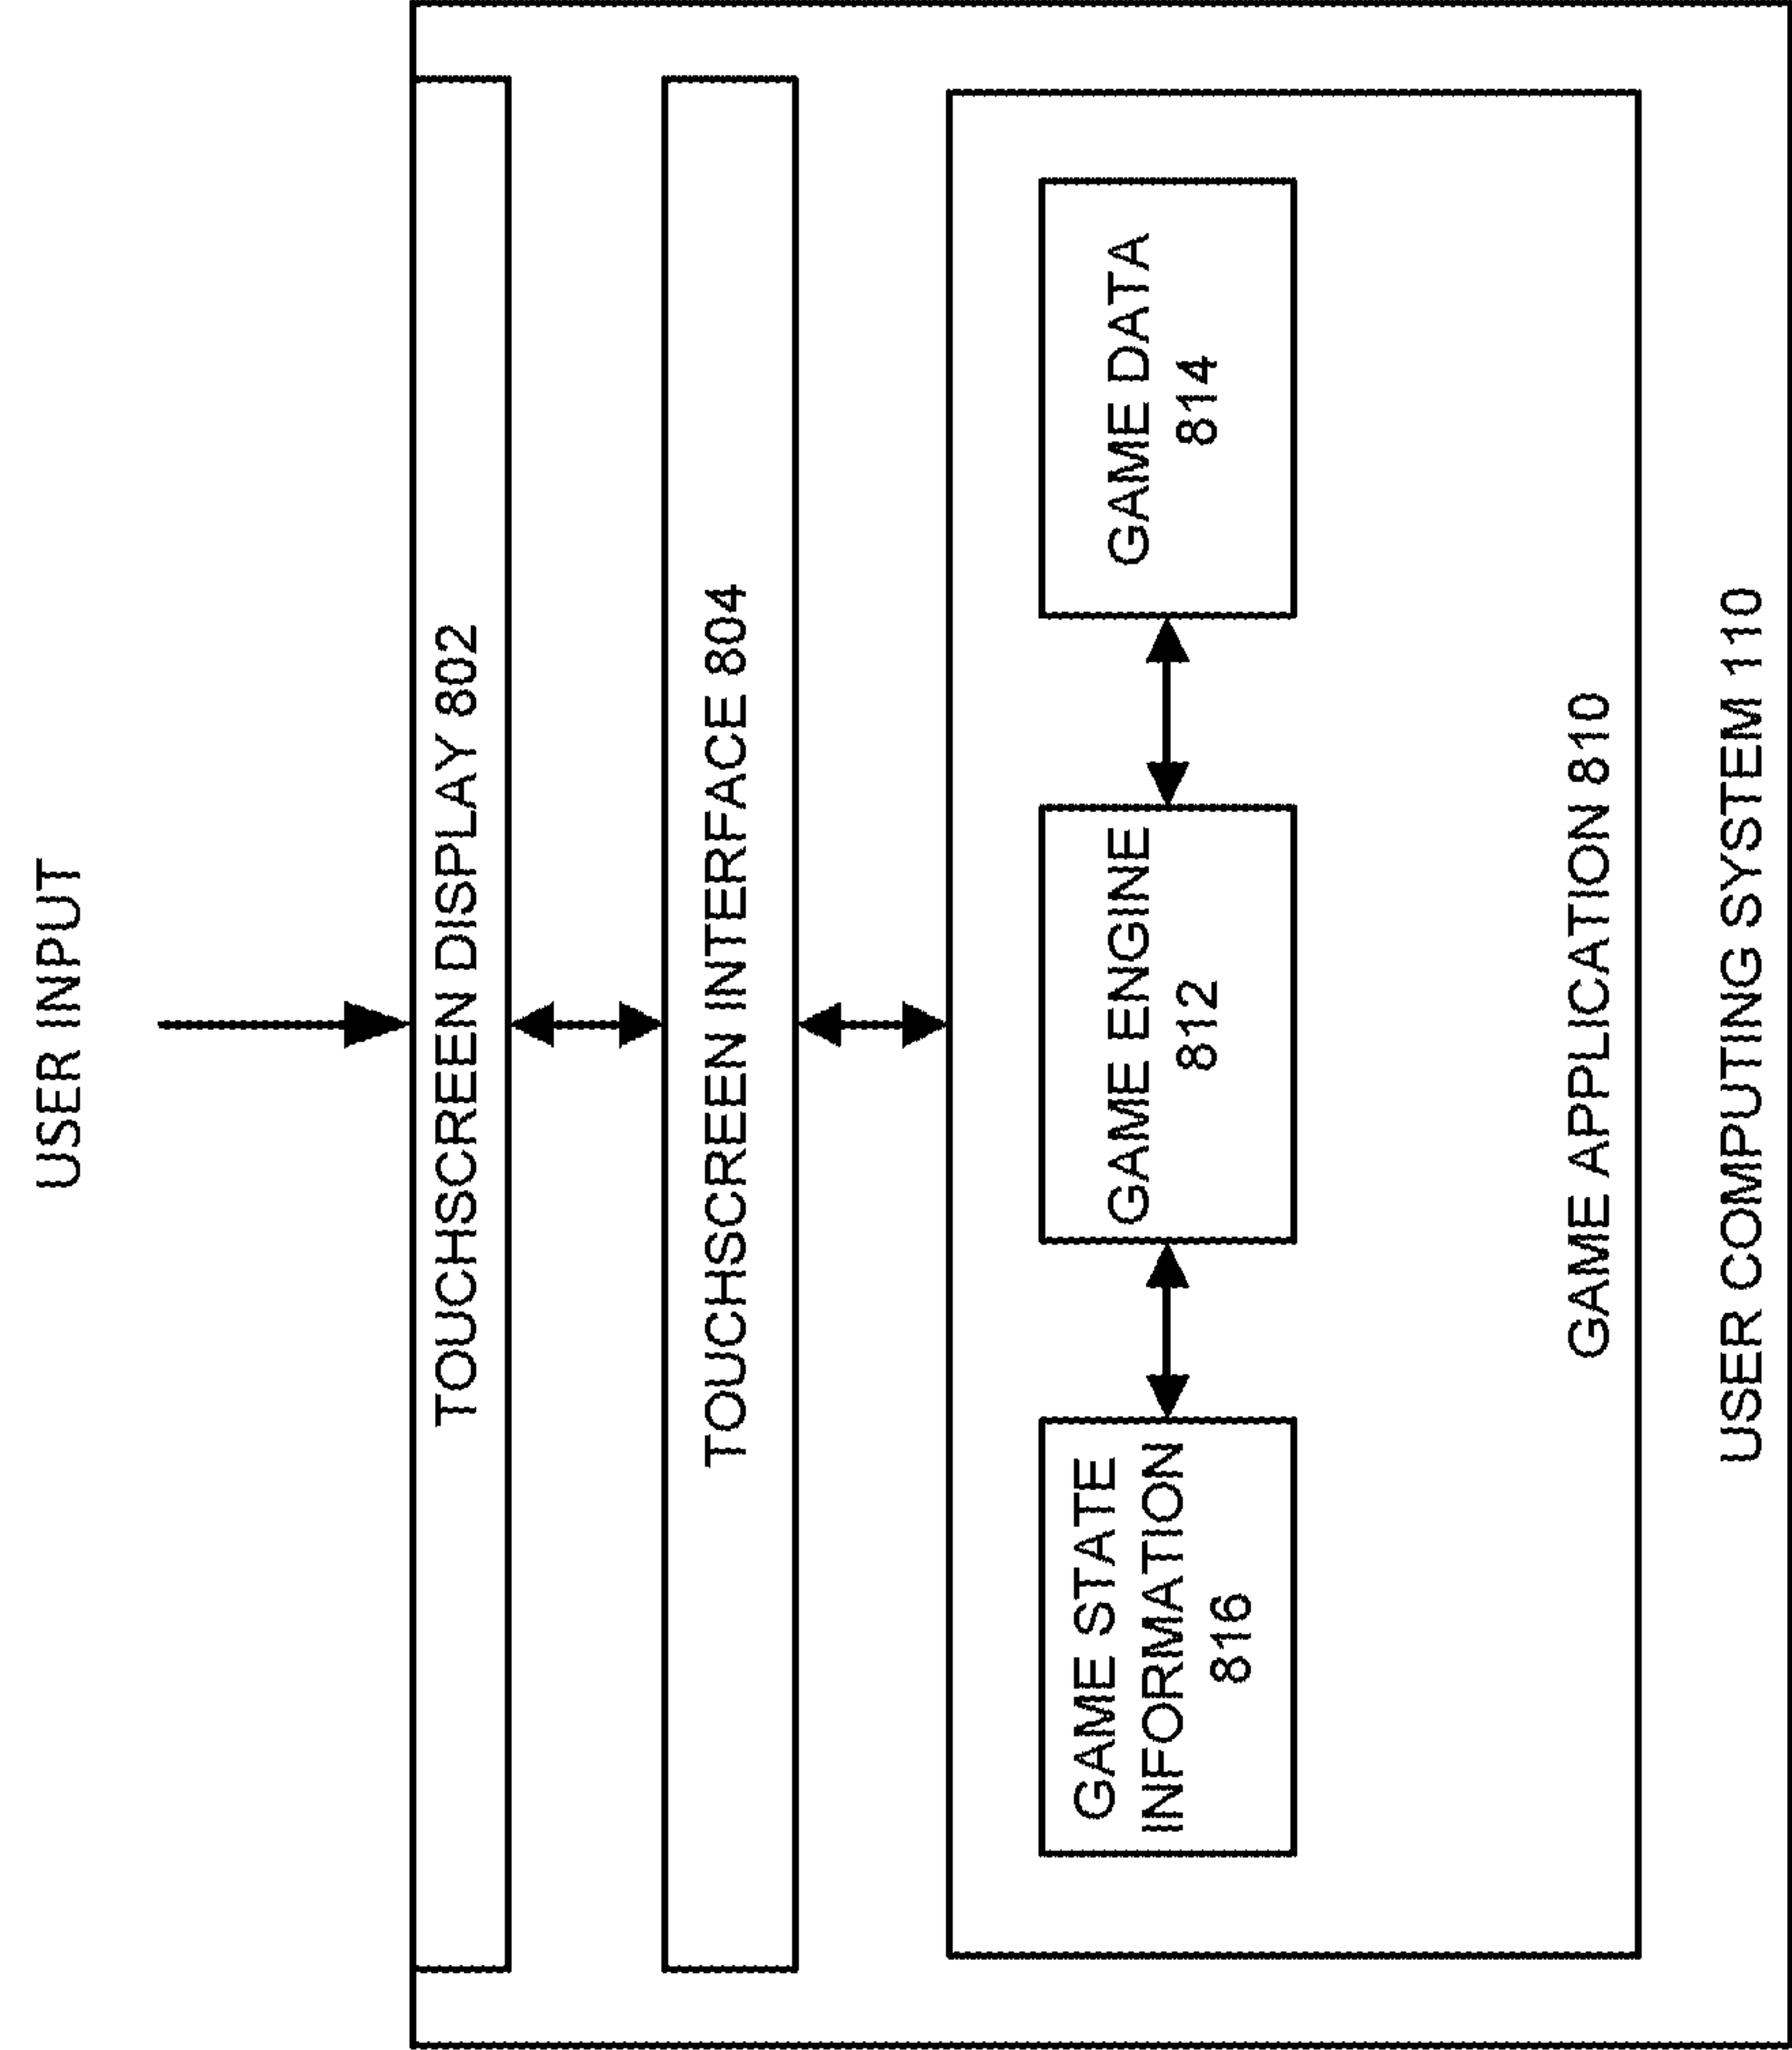 USER INPUT
TOUCHSCREEN DISPLAY 802
TOUCHSCREEN INTERFACE 804
GAME STATE
INFORMATION
816
GAME ENGINE
812
GAME DATA
814
GAME APPLICATION 810
USER COMPUTING SYSTEM 110